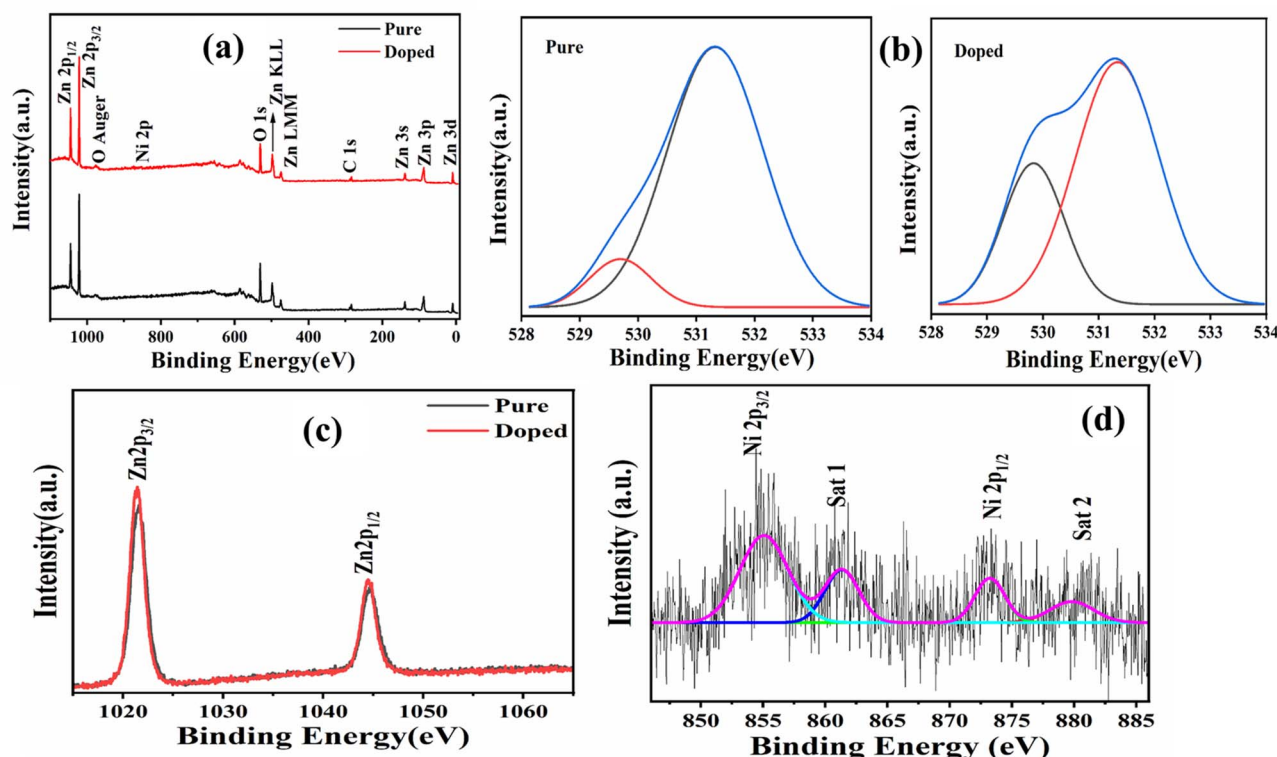 (a)
Pure
Doped
Zn 2p1/2
Zn 2p3/2
O Auger
Ni 2p
O 1s
Zn KLL
Zn LMM
C 1s
Zn 3s
Zn 3p
Zn 3d
Intensity(a.u.)
1000 800 600 400 200 0
Binding Energy(eV)
Pure
(b)
Intensity(a.u.)
528 529 530 531 532 533 534
Binding Energy(eV)
Doped
Intensity(a.u.)
528 529 530 531 532 533 534
Binding Energy(eV)
(c)
Pure
Doped
Zn2p3/2
Zn2p1/2
Intensity(a.u.)
1020 1030 1040 1050 1060
Binding Energy(eV)
(d)
Ni 2p3/2
Sat 1
Ni 2p1/2
Sat 2
Intensity (a.u.)
850 855 860 865 870 875 880 885
Binding Energy (eV)